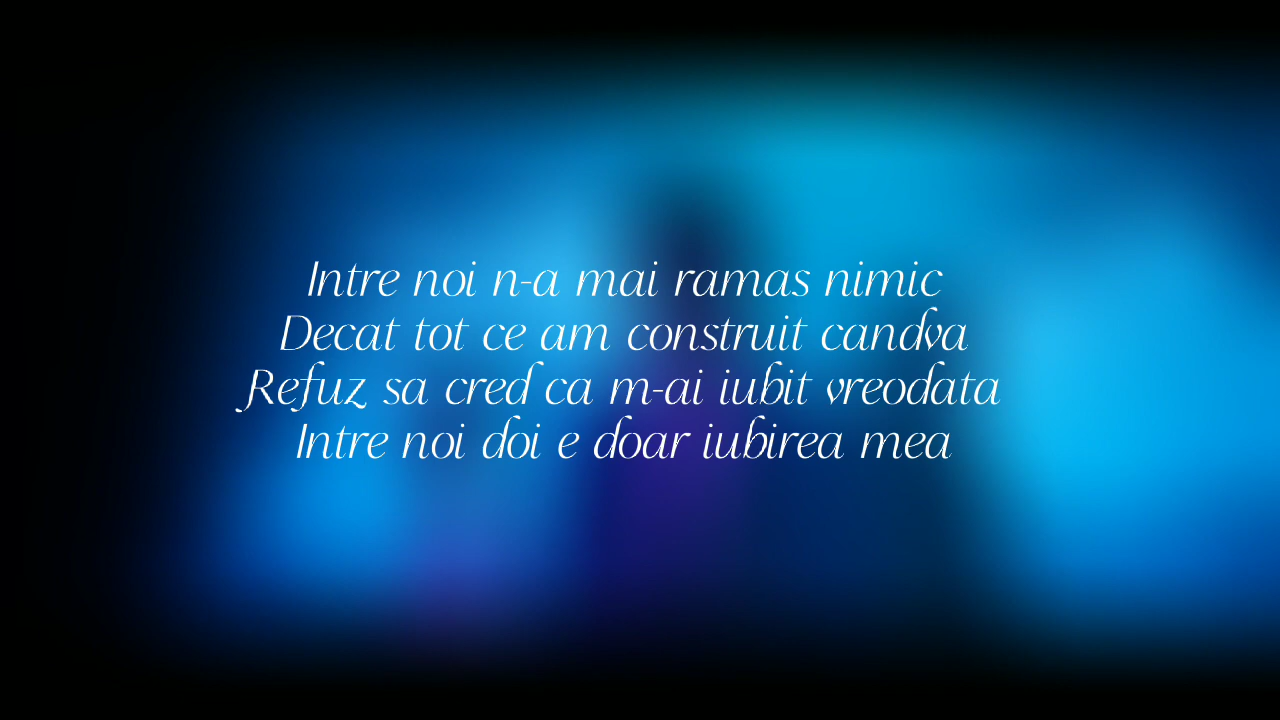 Intre noi n-a mai ramas nimic
Decat tot ce am construit candva
Refuz sa cred ca m-ai iubit vreodata
Intre noi doi e doar iubirea mea